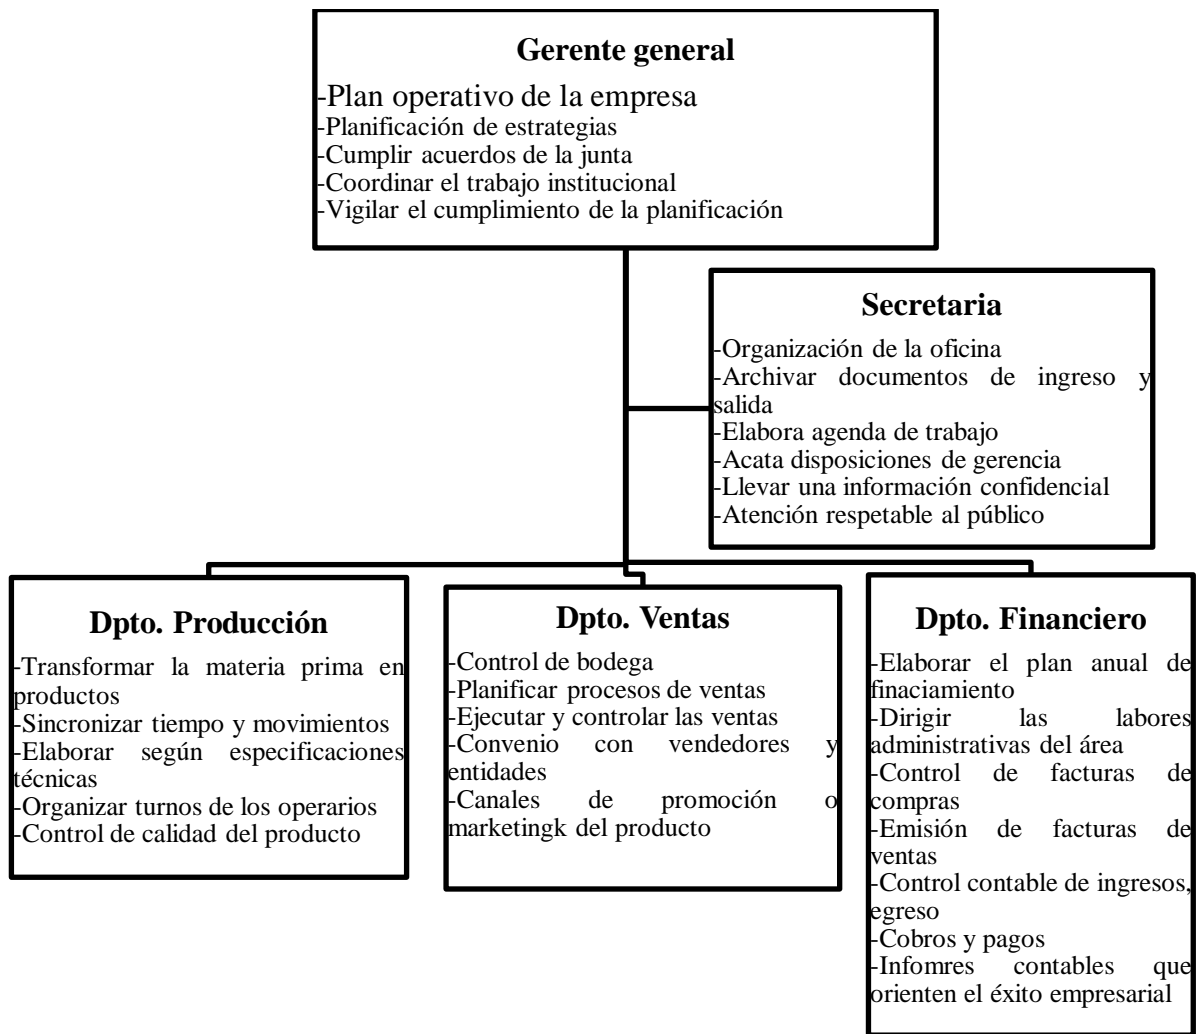 Gerente general
-Plan operativo de la empresa
-Planificación de estrategias
-Cumplir acuerdos de la junta
-Coordinar el trabajo institucional
-Vigilar el cumplimiento de la planificación
Secretaria
-Organización de la oficina
-Archivar documentos de ingreso y
salida
-Elabora agenda de trabajo
-Acata disposiciones de gerencia
-Llevar una información confidencial
-Atención respetable al público
Dpto. Producción
-Transformar la materia prima en
productos
-Sincronizar tiempo y movimientos
-Elaborar según especificaciones
técnicas
-Organizar turnos de los operarios
-Control de calidad del producto
Dpto. Ventas
-Control de bodega
-Planificar procesos de ventas
-Ejecutar y controlar las ventas
-Convenio con vendedores y
entidades
-Canales de promoción o
marketingk del producto
Dpto. Financiero
-Elaborar el plan anual de
finaciamiento
-Dirigir las labores
administrativas del área
-Control de facturas de
compras
-Emisión de facturas de
ventas
-Control contable de ingresos,
egreso
-Cobros y pagos
-Infomres contables que
orienten el éxito empresarial